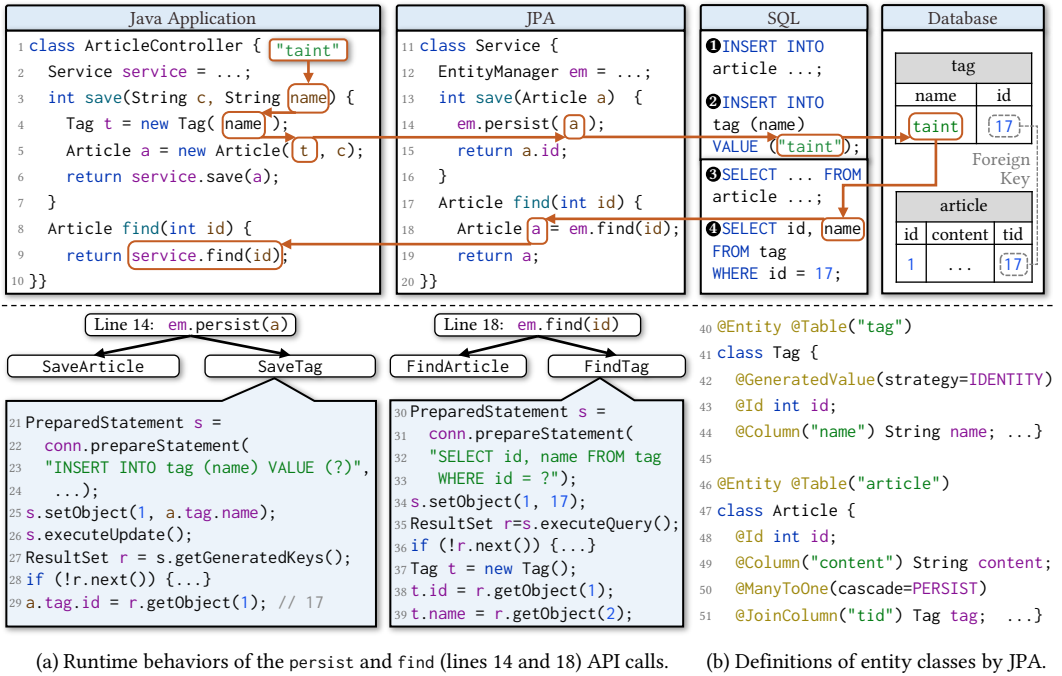 Java Application
1 class ArticleController { "taint"
2 Service service = ...;
3 int save(String c, String name) {
4 Tag t = new Tag( name );
5 Article a = new Article( t , c);
6 return service.save(a);
7 }
8 Article find(int id) {
9 return service.find(id);
10 }}
JPA
11 class Service {
12 EntityManager em = ...;
13 int save(Article a) {
14 em.persist( a );
15 return a.id;
16 }
17 Article find(int id) {
18 Article a = em.find(id);
19 return a;
20 }}
SQL
❶INSERT INTO
article ...;
❷INSERT INTO
tag (name)
VALUE ("taint");
❸SELECT ... FROM
article ...;
❹SELECT id, name
FROM tag
WHERE id = 17;
Database
tag
name id
taint 17
Foreign
Key
article
id content tid
1 ... 17
Line 14: em.persist(a)
SaveArticle SaveTag
21 PreparedStatement s =
22 conn.prepareStatement(
23 "INSERT INTO tag (name) VALUE (?)",
24 ...);
25 s.setObject(1, a.tag.name);
26 s.executeUpdate();
27 ResultSet r = s.getGeneratedKeys();
28 if (!r.next()) {...}
29 a.tag.id = r.getObject(1); // 17
Line 18: em.find(id)
FindArticle FindTag
30 PreparedStatement s =
31 conn.prepareStatement(
32 "SELECT id, name FROM tag
33 WHERE id = ?");
34 s.setObject(1, 17);
35 ResultSet r=s.executeQuery();
36 if (!r.next()) {...}
37 Tag t = new Tag();
38 t.id = r.getObject(1);
39 t.name = r.getObject(2);
40 @Entity @Table("tag")
41 class Tag {
42 @GeneratedValue(strategy=IDENTITY)
43 @Id int id;
44 @Column("name") String name; ...}
45
46 @Entity @Table("article")
47 class Article {
48 @Id int id;
49 @Column("content") String content;
50 @ManyToOne(cascade=PERSIST)
51 @JoinColumn("tid") Tag tag; ...}
(a) Runtime behaviors of the persist and find (lines 14 and 18) API calls.
(b) Definitions of entity classes by JPA.